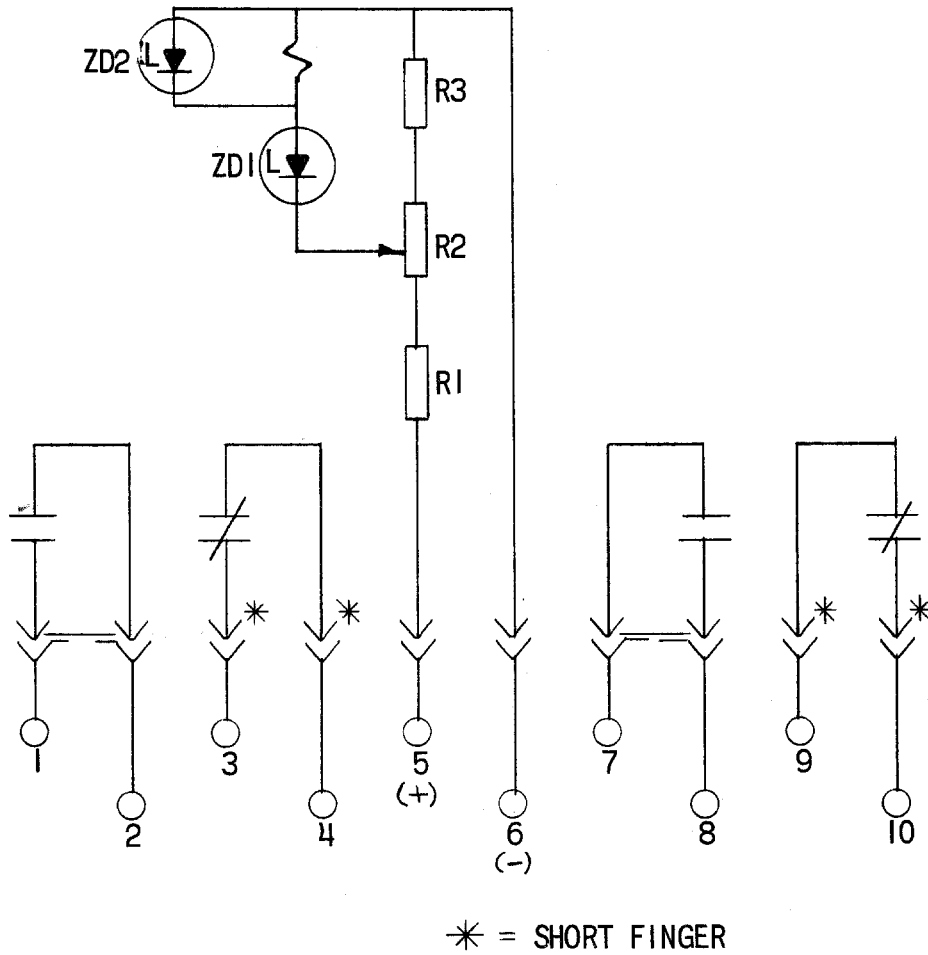 ZD2
L
R3
ZD1
L
R2
R1
* * * *
1 3 5 7 9
(+)
2 4 6 8 10
(-)
* = SHORT FINGER